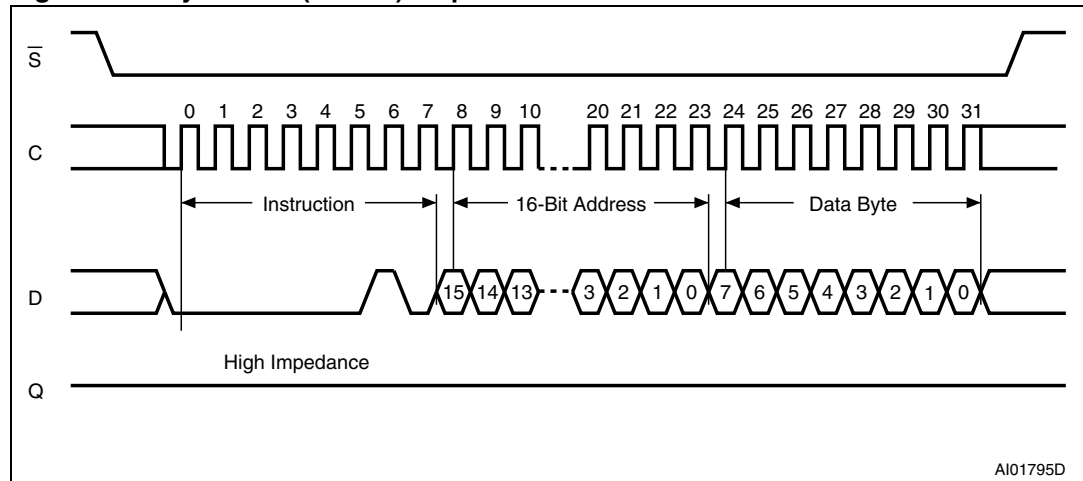 S
0 1 2 3 4 5 6 7 8 9 10 20 21 22 23 24 25 26 27 28 29 30 31
C
Instruction 16-Bit Address Data Byte
D 15 14 13 3 2 1 0 7 6 5 4 3 2 1 0
High Impedance
Q
AI01795D